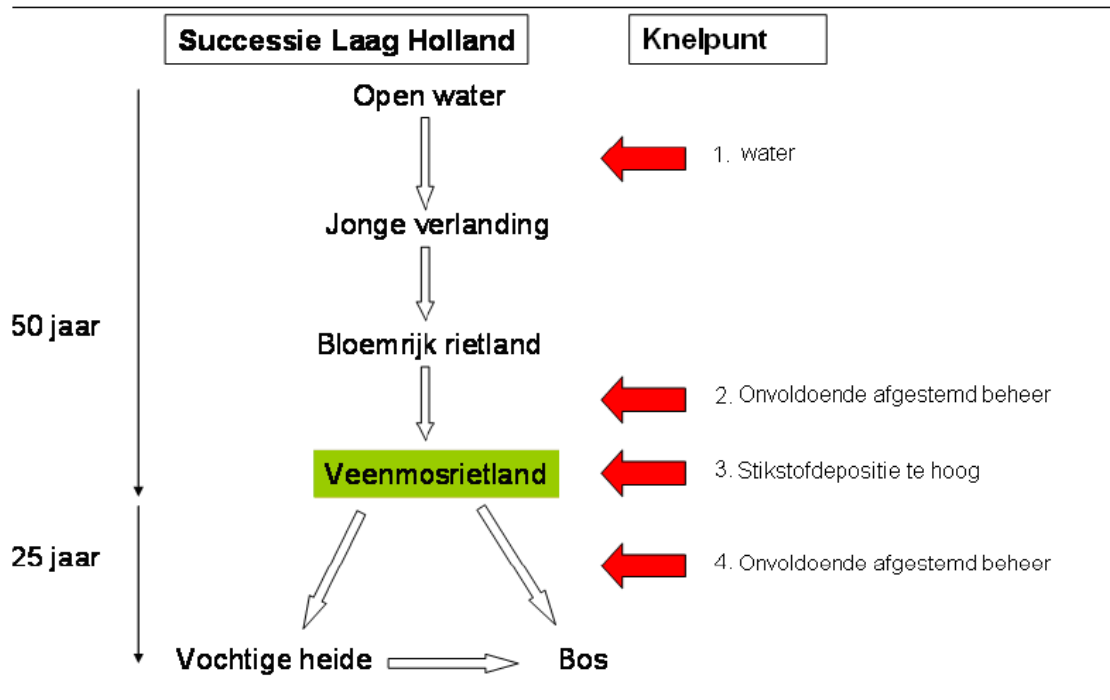 Successie Laag Holland
Knelpunt
Open water
1. water
Jonge verlanding
50 jaar
Bloemrijk rietland
2. Onvoldoende afgestemd beheer
Veenmosrietland
3. Stikstofdepositie te hoog
25 jaar
4. Onvoldoende afgestemd beheer
Vochtige heide
Bos